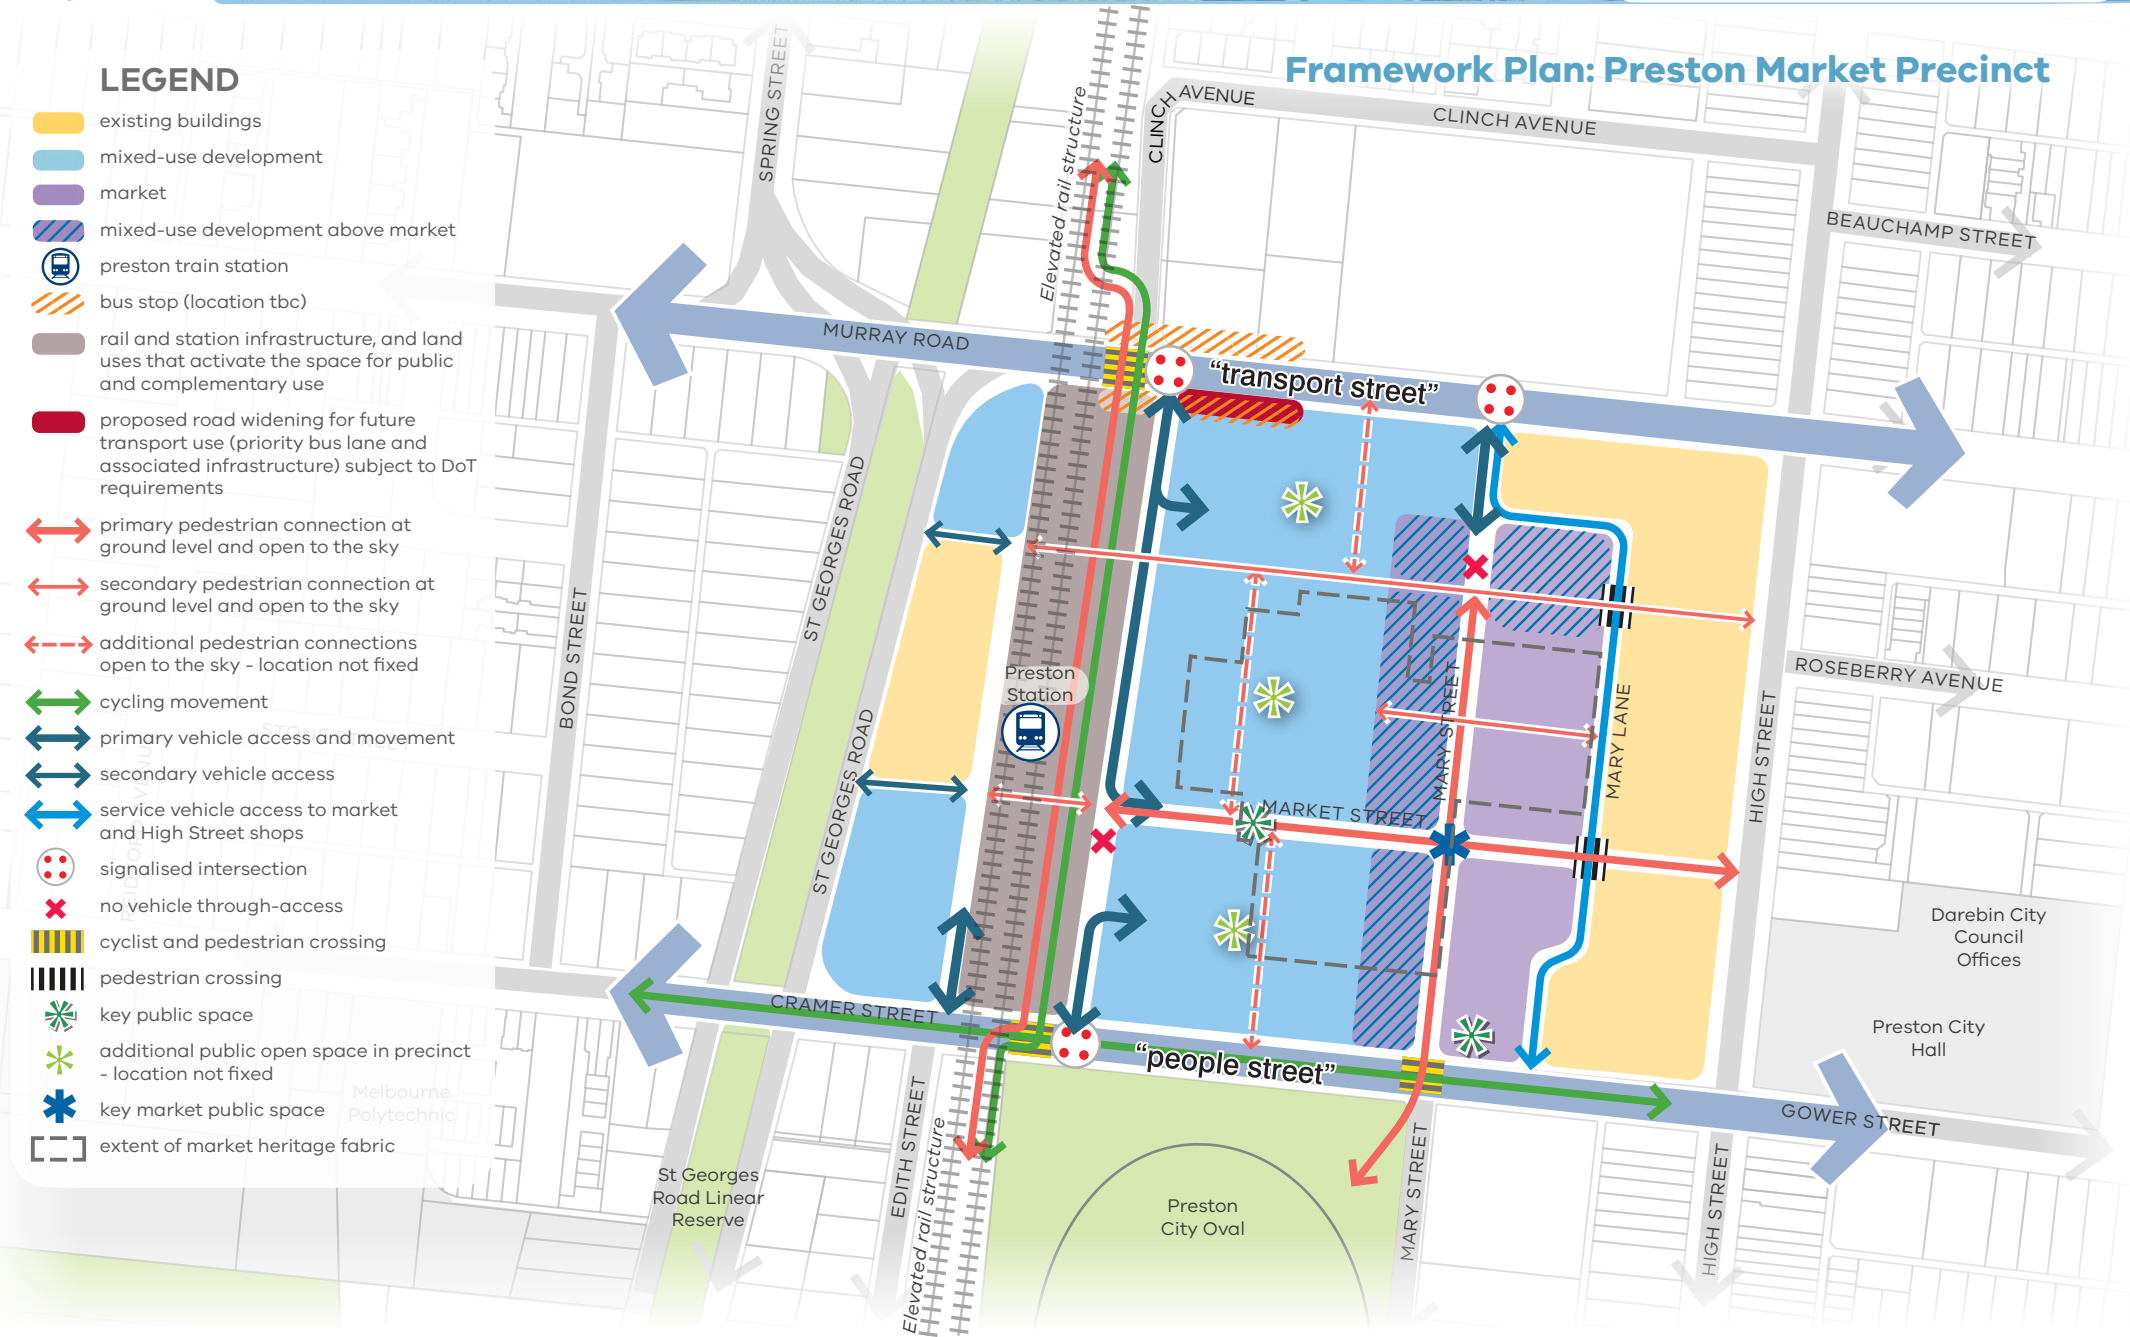 Framework Plan: Preston Market Precinct
LEGEND
existing buildings
mixed-use development
market
mixed-use development above market
preston train station
bus stop (location tbc)
rail and station infrastructure, and land
uses that activate the space for public
and complementary use
proposed road widening for future
transport use (priority bus lane and
associated infrastructure) subject to DoT
requirements
primary pedestrian connection at
ground level and open to the sky
secondary pedestrian connection at
ground level and open to the sky
additional pedestrian connections
open to the sky - location not fixed
cycling movement
primary vehicle access and movement
secondary vehicle access
service vehicle access to market
and High Street shops
signalised intersection
no vehicle through-access
cyclist and pedestrian crossing
pedestrian crossing
key public space
additional public open space in precinct
- location not fixed
key market public space
extent of market heritage fabric
Melbourne
Polytechnic
SPRING STREET
Elevated rail structure
CLINCH
AVENUE
CLINCH AVENUE
BEAUCHAMP STREET
MURRAY ROAD
“transport street”
ST GEORGES ROAD
BOND STREET
Preston
Station
ROSEBERRY AVENUE
MARY STREET
MARY LANE
HIGH STREET
ST GEORGES ROAD
MARKET STREET
Darebin City
Council
Offices
Preston City
Hall
CRAMER STREET
“people street”
GOWER STREET
EDITH STREET
Elevated rail structure
St Georges
Road Linear
Reserve
Preston
City Oval
MARY STREET
HIGH STREET